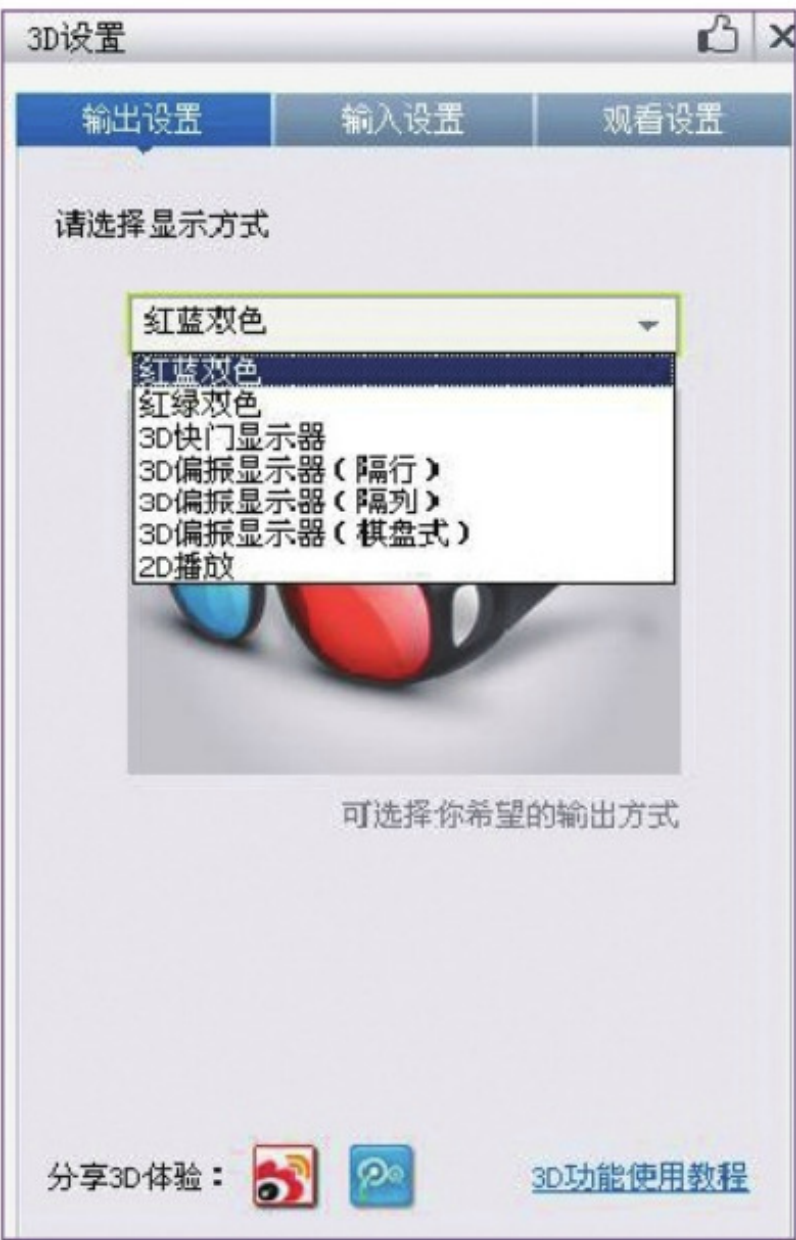 3D设置
输出设置 输入设置 观看设置
请选择显示方式
红蓝双色
红蓝双色
红绿双色
3D快门显示器
3D偏振显示器(隔行)
3D偏振显示器(隔列)
3D偏振显示器(棋盘式)
2D播放
可选择你希望的输出方式
分享3D体验: 3D功能使用教程